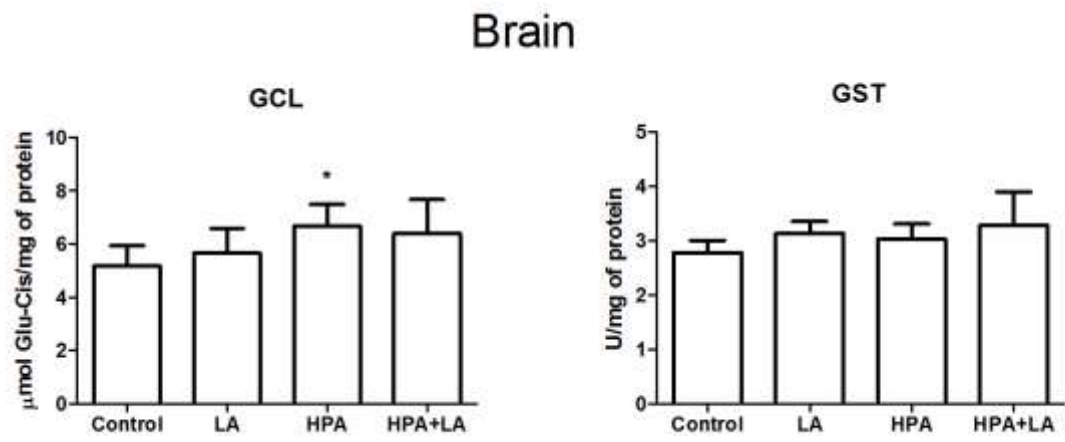 Brain
GCL
μmol Glu-Cis/mg of protein
10
8
6
4
2
0
*
Control LA HPA HPA+LA
GST
U/mg of protein
5
4
3
2
1
0
Control LA HPA HPA+LA